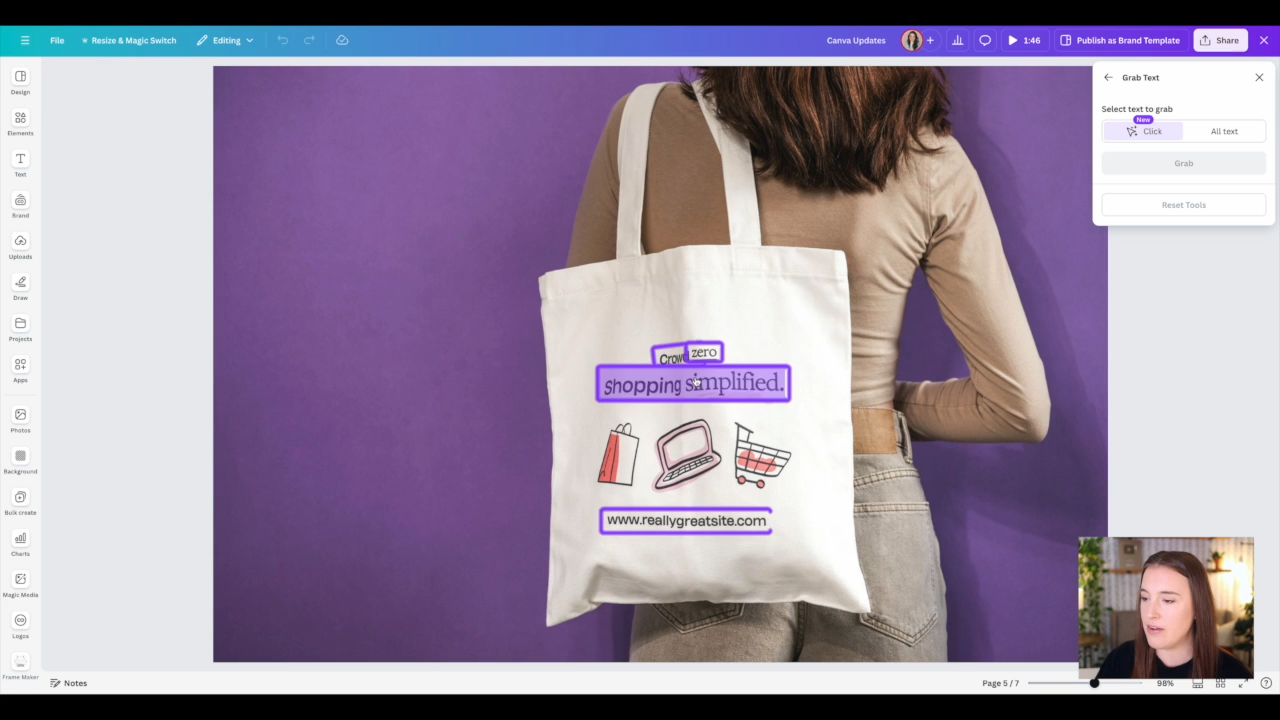 File
Resize & Magic Switch
Editing
Canva Updates
1:46
Publish as Brand Template
Share
Design
Elements
Text
Brand
Uploads
Draw
Projects
Apps
Photos
Background
Bulk create
Charts
Magic Media
Logos
Frame Maker
Grab Text
Select text to grab
New
Click
All text
Grab
Reset Tools
zero
shopping simplified.
www.reallygreatsite.com
Notes
Page 5 / 7
98%